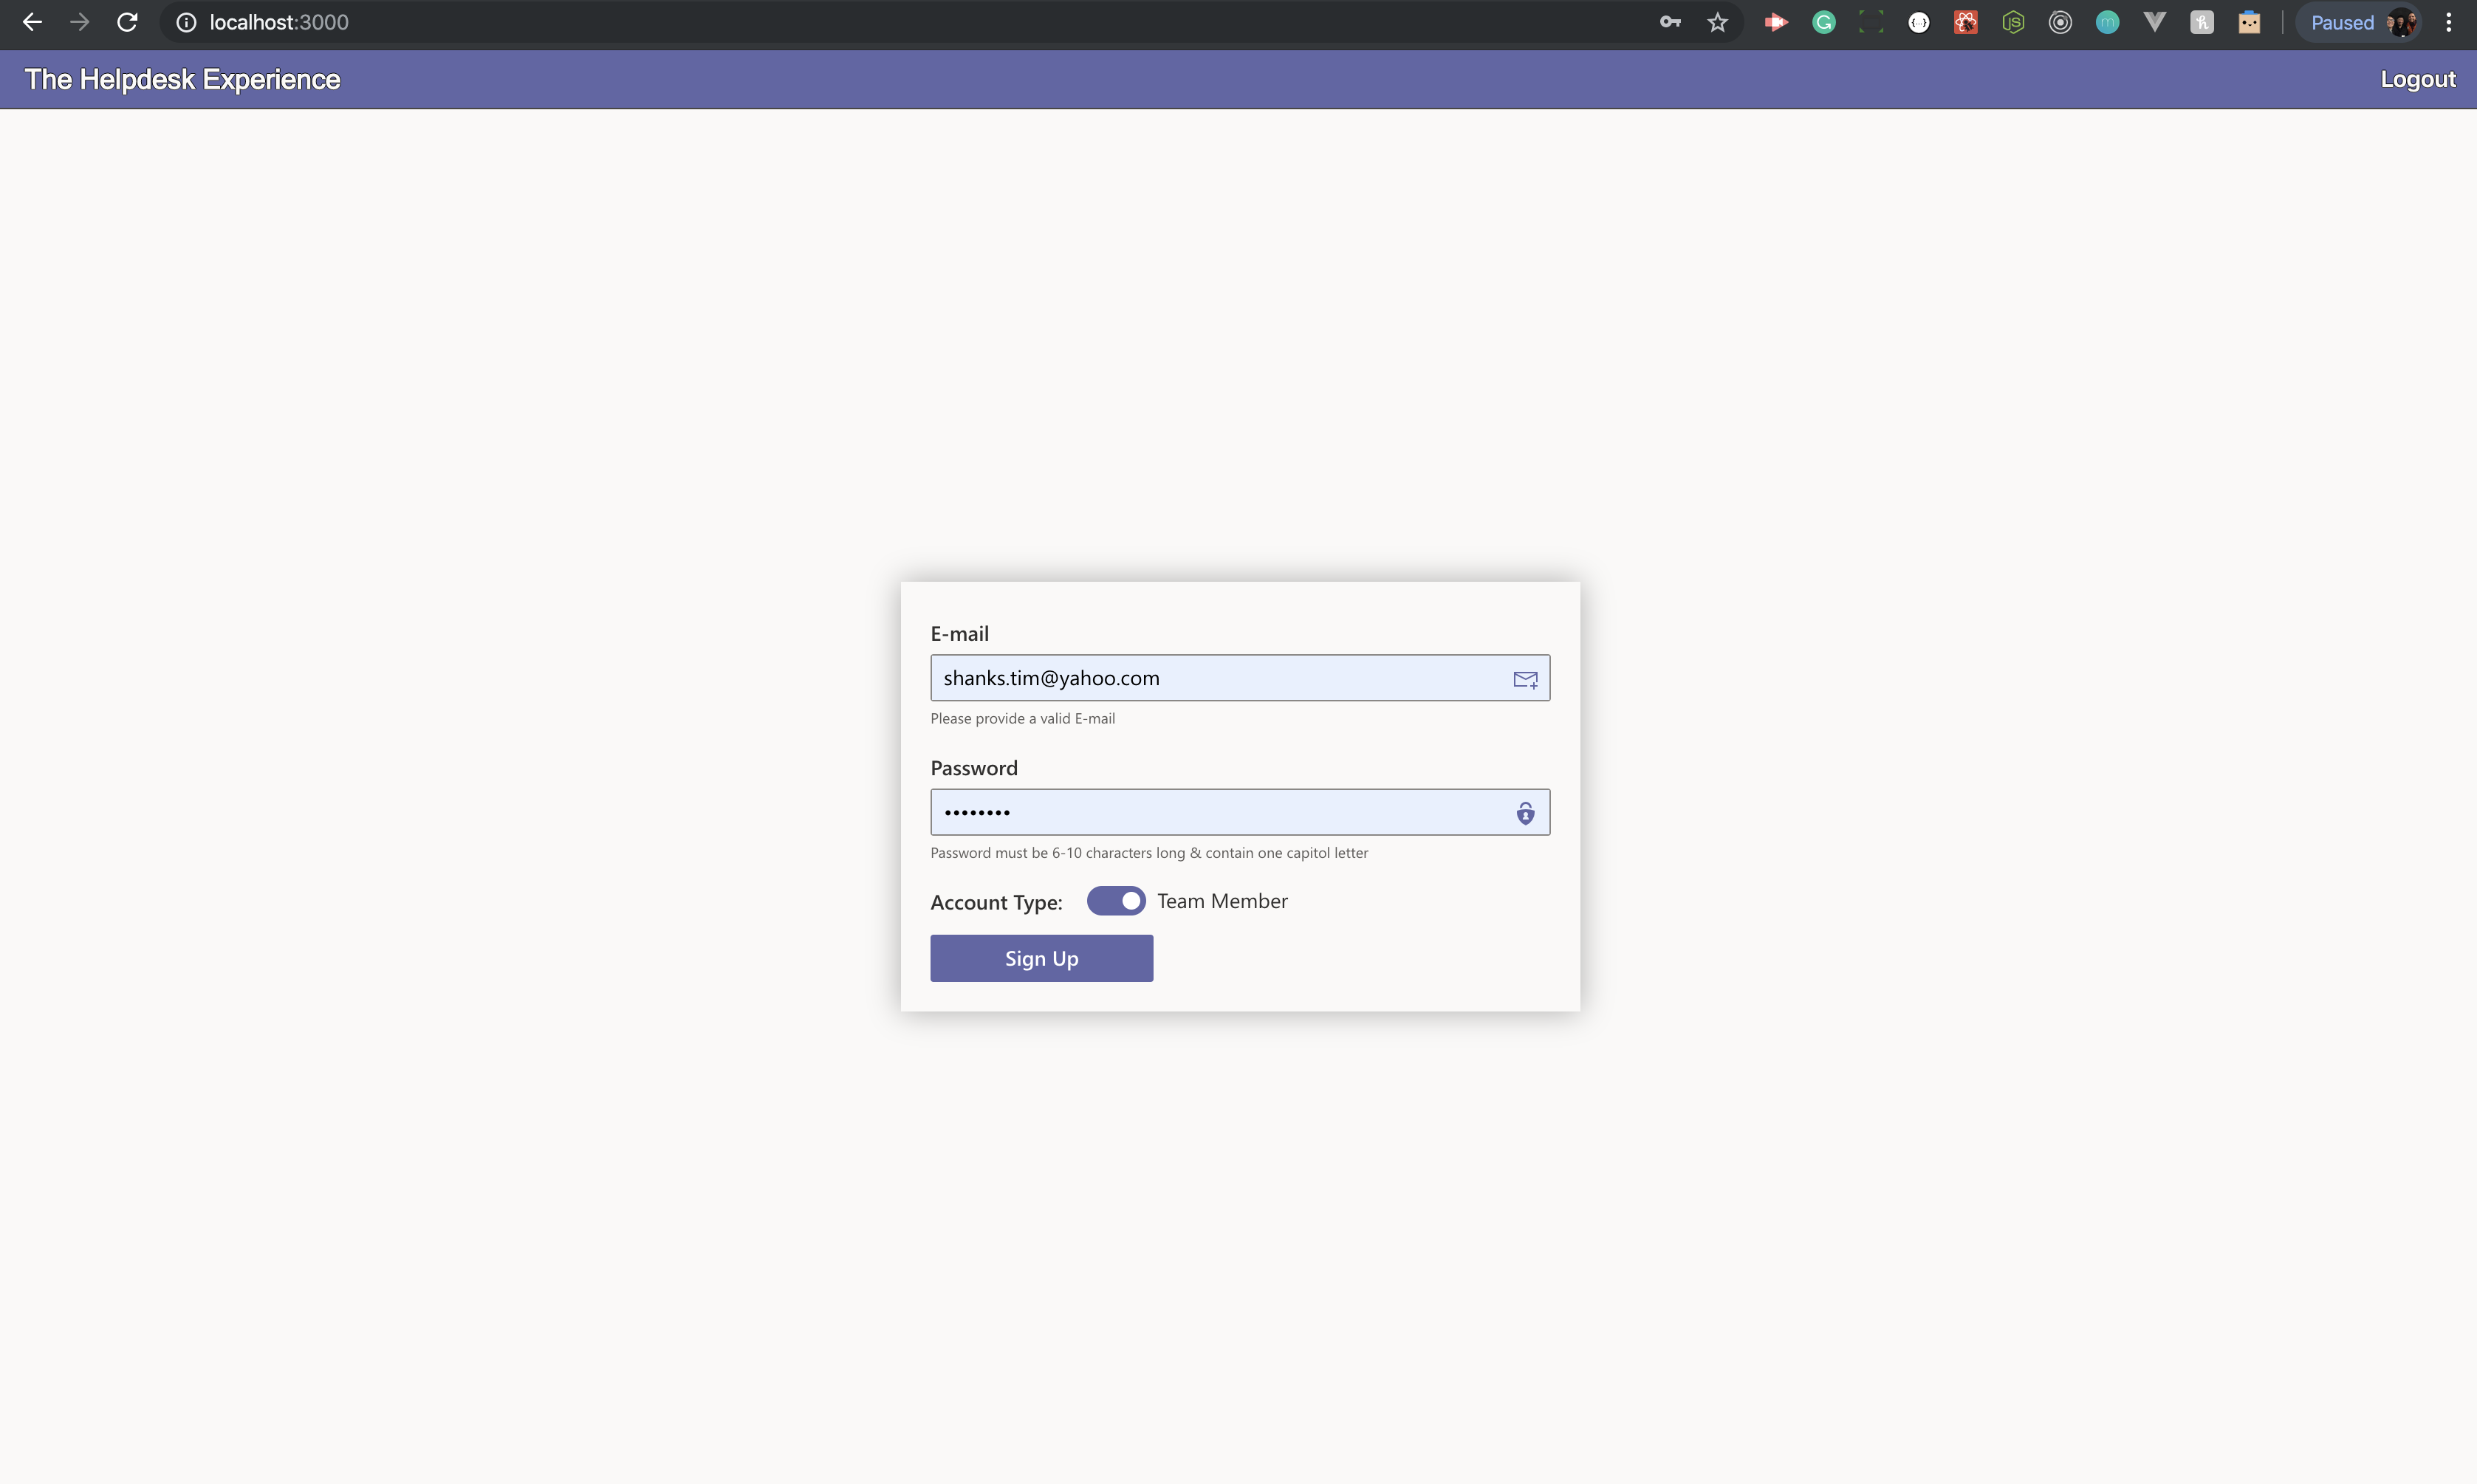 localhost:3000
Paused
The Helpdesk Experience
Logout
E-mail
shanks.tim@yahoo.com
Please provide a valid E-mail
Password
••••••••
Password must be 6-10 characters long & contain one capitol letter
Account Type: Team Member
Sign Up